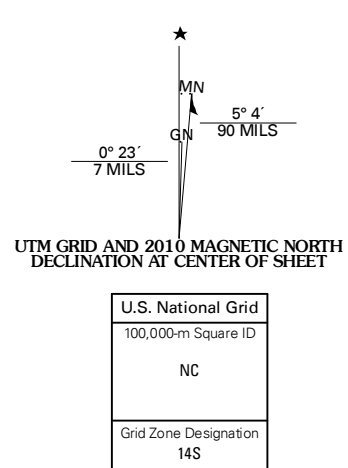 ★
MN
GN
5° 4´
90 MILS
0° 23´
7 MILS
UTM GRID AND 2010 MAGNETIC NORTH
DECLINATION AT CENTER OF SHEET
U.S. National Grid
100,000-m Square ID
NC
Grid Zone Designation
14S